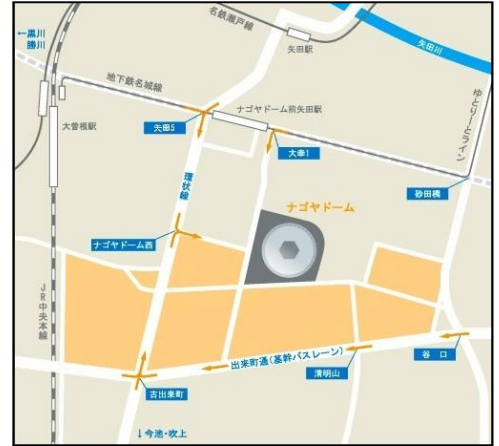 ←黒川
勝川
名鉄瀬戸線
矢田駅
矢田川
地下鉄名城線
ナゴヤドーム前矢田駅
ゆとりーとライン
大曽根駅
矢田5
大幸1
砂田橋
環状線
ナゴヤドーム
ナゴヤドーム西
JR中央本線
出来町通(基幹バスレーン)
谷口
清明山
古出来町
↓今池・吹上